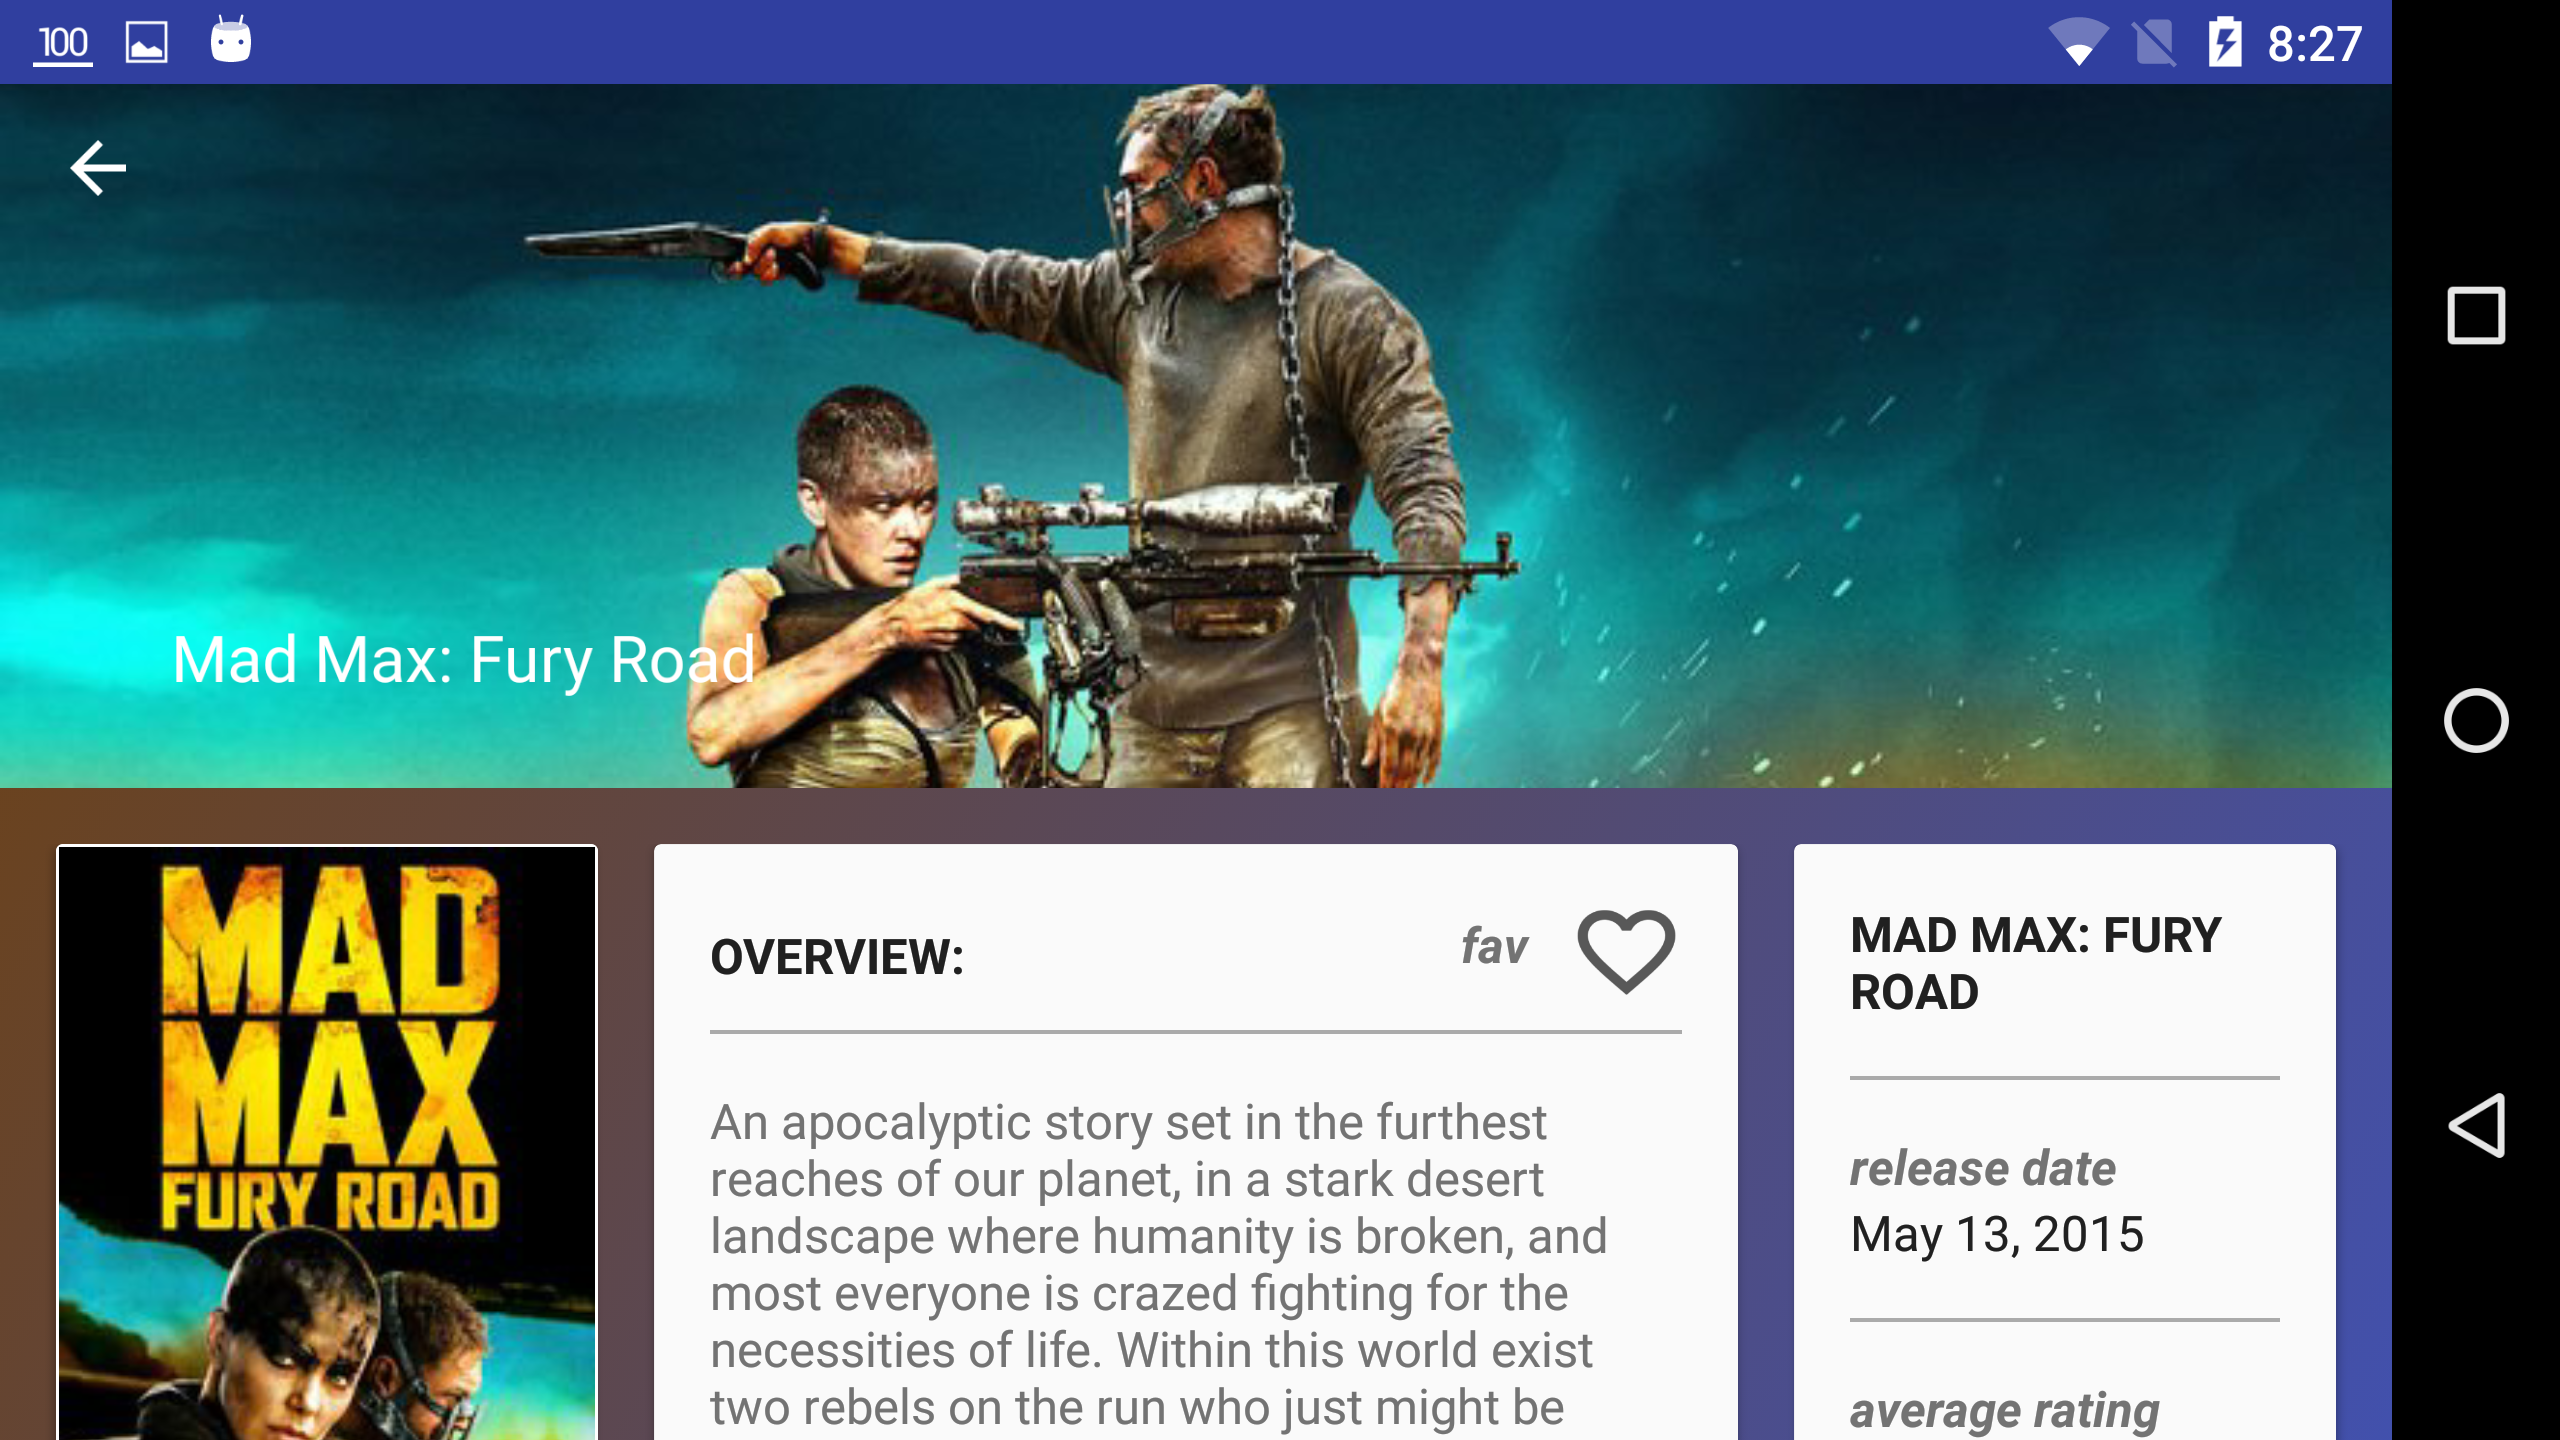 100
8:27
Mad Max: Fury Road
MAD
MAX
FURY ROAD
OVERVIEW:
fav
An apocalyptic story set in the furthest
reaches of our planet, in a stark desert
landscape where humanity is broken, and
most everyone is crazed fighting for the
necessities of life. Within this world exist
two rebels on the run who just might be
MAD MAX: FURY
ROAD
release date
May 13, 2015
average rating